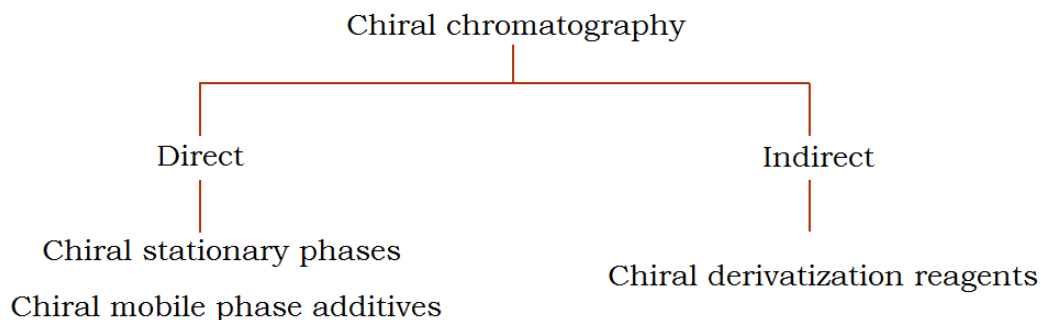 Chiral chromatography
Direct
Indirect
Chiral stationary phases
Chiral mobile phase additives
Chiral derivatization reagents